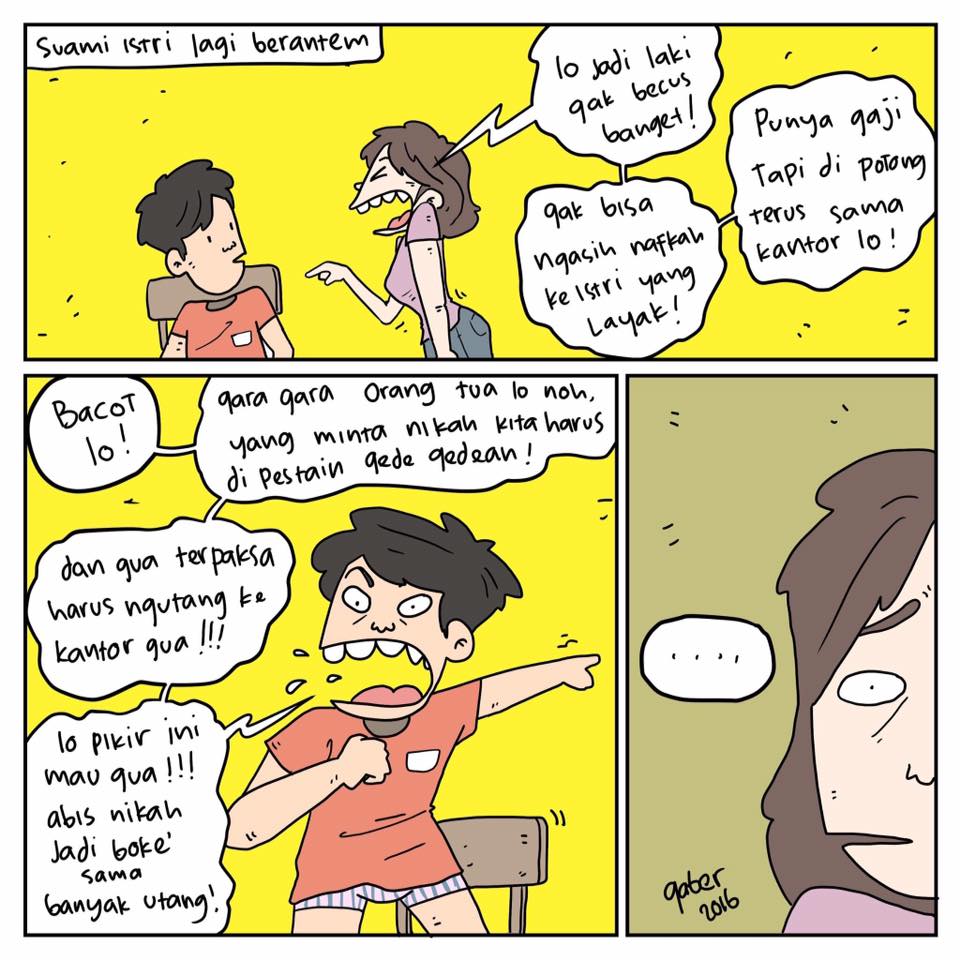 Suami istri lagi berantem
lo jadi laki
gak becus
banget!
gak bisa
ngasih nafkah
ke istri yang
Layak!
Punya gaji
tapi di potong
terus sama
kantor lo!
Bacot
lo!
gara gara orang tua lo noh,
yang minta nikah kita harus
di pestain gede gedean!
dan gua terpaksa
harus ngutang ke
kantor gua !!!
lo pikir ini
mau gua !!!
abis nikah
Jadi boke'
sama
banyak utang!
. . . .
gaber
2016